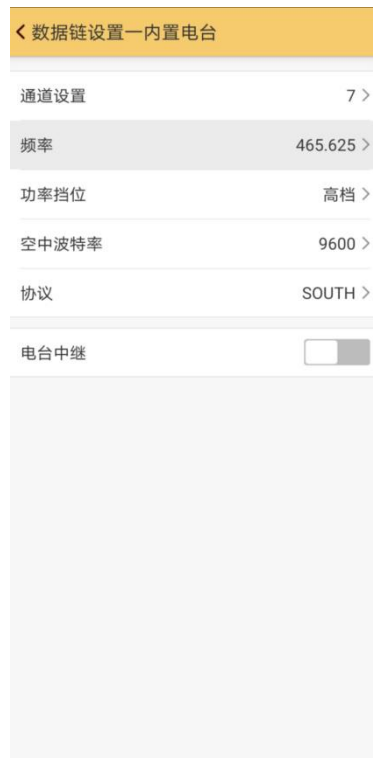 数据链设置一内置电台
通道设置 7
频率 465.625
功率挡位 高档
空中波特率 9600
协议 SOUTH
电台中继